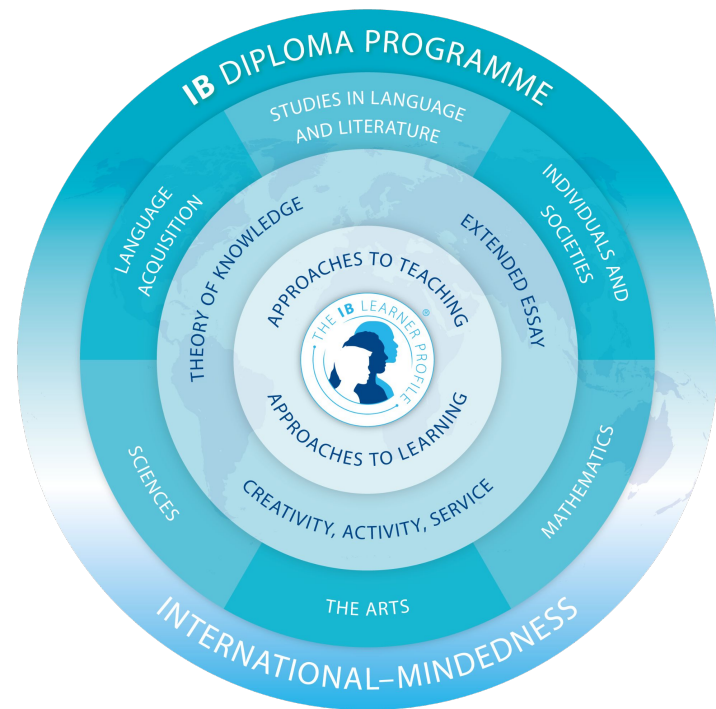 IB DIPLOMA PROGRAMME
STUDIES IN LANGUAGE
AND LITERATURE
LANGUAGE
ACQUISITION
INDIVIDUALS AND
SOCIETIES
THEORY OF KNOWLEDGE
EXTENDED ESSAY
APPROACHES TO TEACHING
THE IB LEARNER PROFILE ®
APPROACHES TO LEARNING
CREATIVITY, ACTIVITY, SERVICE
SCIENCES
MATHEMATICS
THE ARTS
INTERNATIONAL–MINDEDNESS